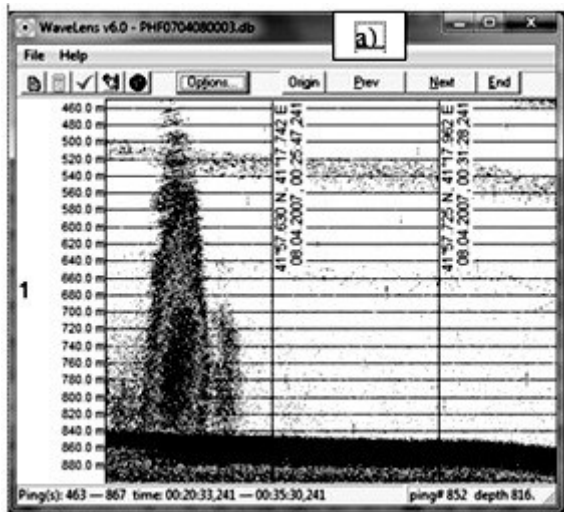 WaveLens v6.0 - PHF0704080003.db
a)
File Help
Options... Origin Prev Next End
460.0 m
480.0 m
500.0 m
520.0 m
540.0 m
560.0 m
580.0 m
600.0 m
620.0 m
640.0 m
660.0 m
680.0 m
700.0 m
720.0 m
740.0 m
760.0 m
780.0 m
800.0 m
820.0 m
840.0 m
860.0 m
880.0 m
1
41°57.630 N, 41°17.742 E
08.04.2007, 00:25:47,241
41°57.725 N, 41°17.962 E
08.04.2007, 00:31:28,241
Ping(s): 463 — 867 time: 00:20:33,241 — 00:35:30,241
ping# 852 depth 816.